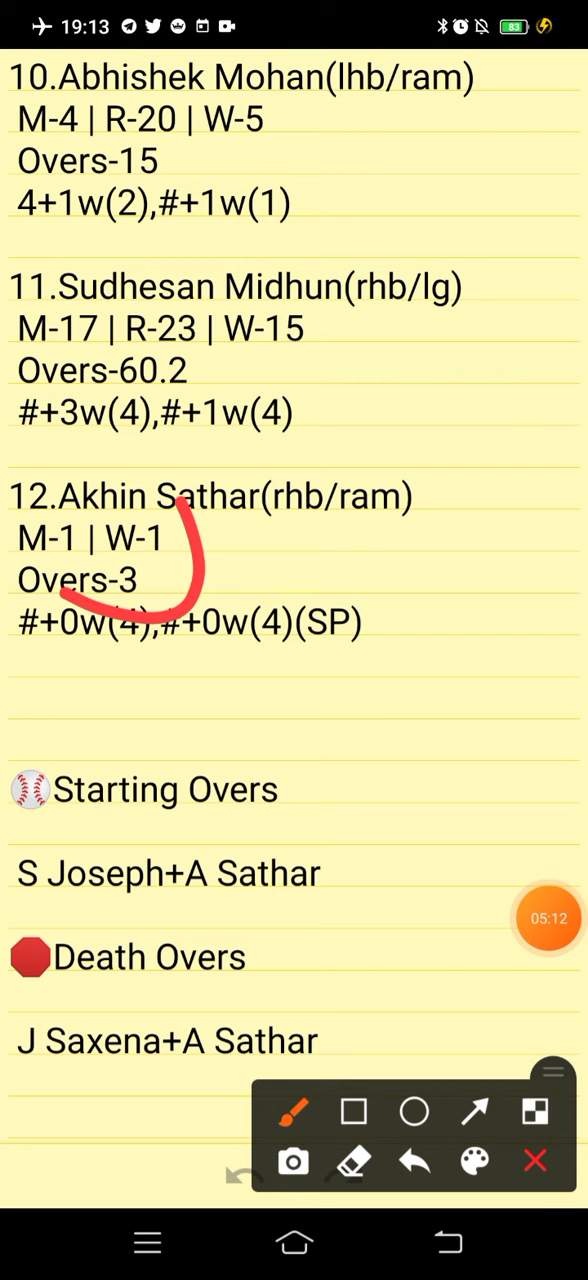 19:13
83
10.Abhishek Mohan(lhb/ram)
M-4 | R-20 | W-5
Overs-15
4+1w(2),#+1w(1)
11.Sudhesan Midhun(rhb/lg)
M-17 | R-23 | W-15
Overs-60.2
#+3w(4),#+1w(4)
12.Akhin Sathar(rhb/ram)
M-1 | W-1
Overs-3
#+0w(4),#+0w(4)(SP)
Starting Overs
S Joseph+A Sathar
05:12
Death Overs
J Saxena+A Sathar